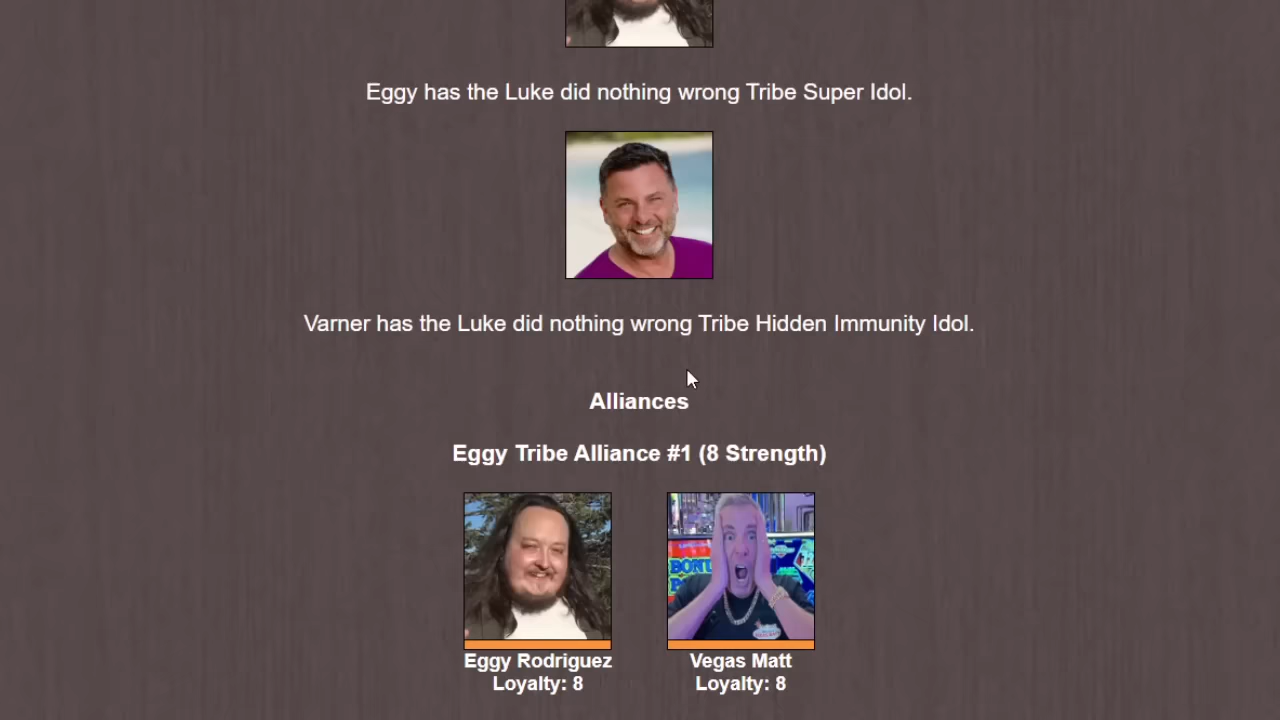 Eggy has the Luke did nothing wrong Tribe Super Idol.
Varner has the Luke did nothing wrong Tribe Hidden Immunity Idol.
Alliances
Eggy Tribe Alliance #1 (8 Strength)
Eggy Rodriguez
Loyalty: 8
Vegas Matt
Loyalty: 8